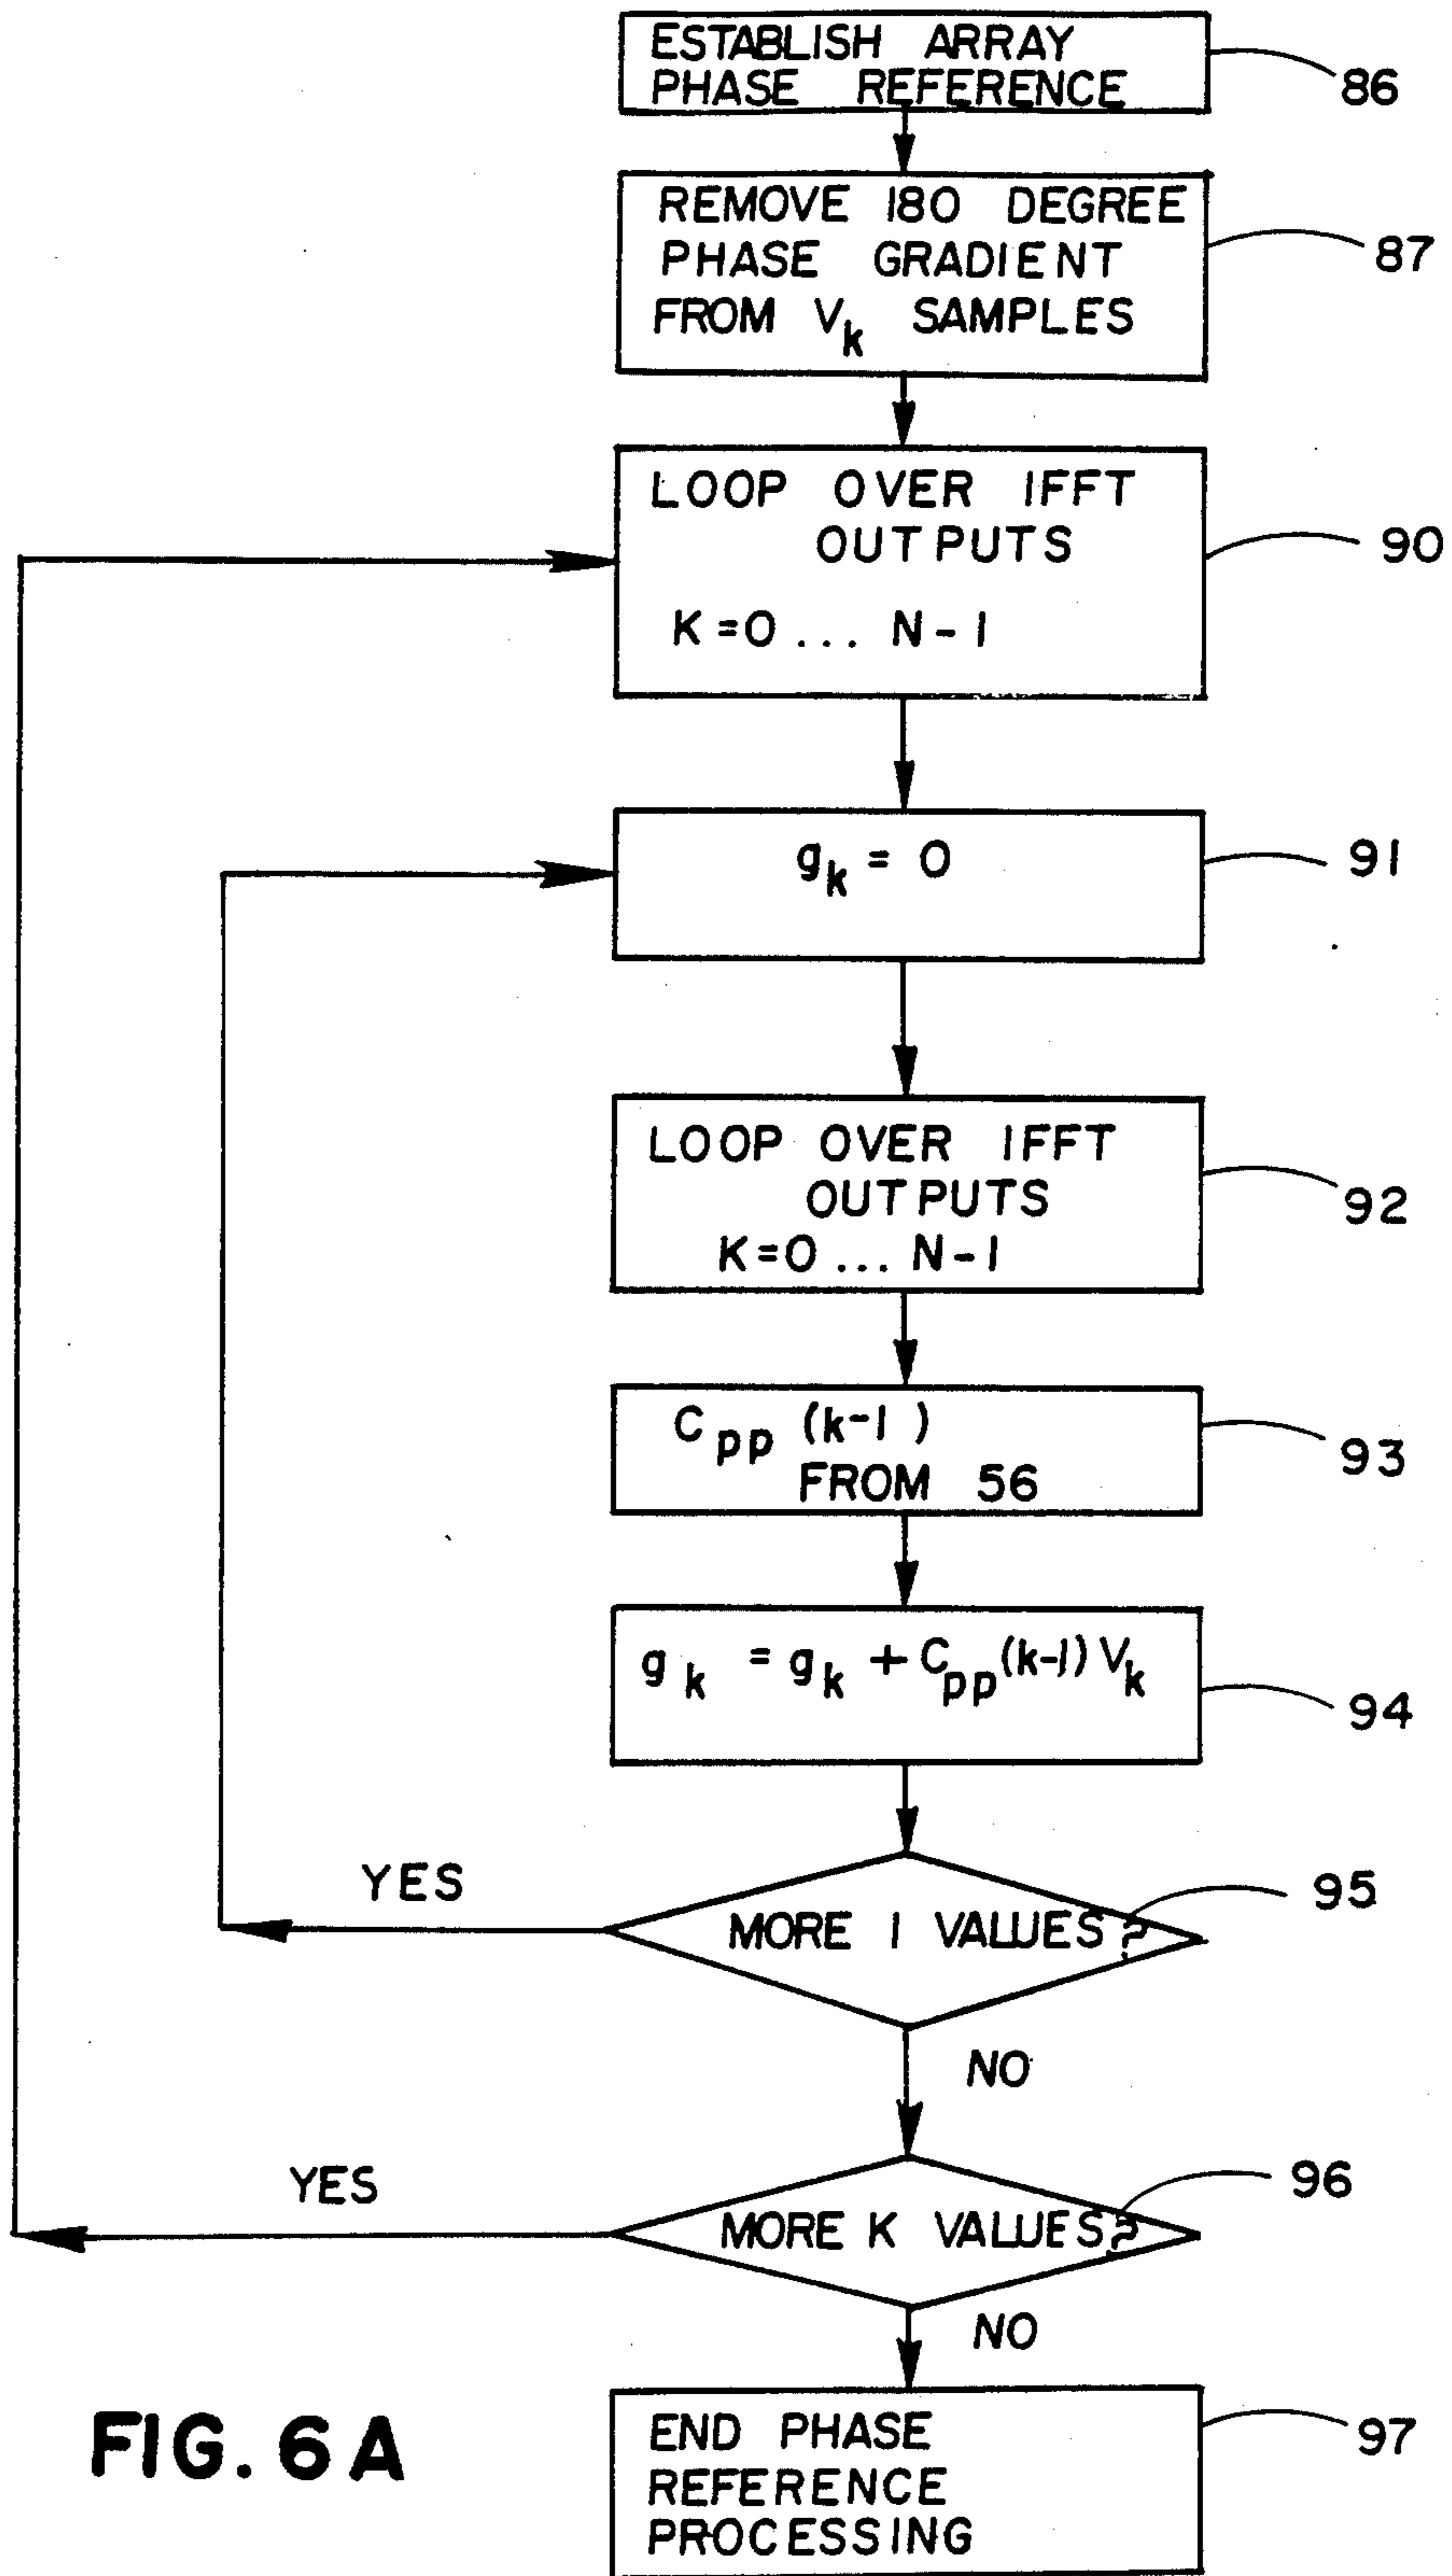 ESTABLISH ARRAY
PHASE REFERENCE
86
REMOVE 180 DEGREE
PHASE GRADIENT
FROM Vk SAMPLES
87
LOOP OVER IFFT
OUTPUTS
K=0 ... N-1
90
gk = 0
91
LOOP OVER IFFT
OUTPUTS
K=0 ... N-1
92
Cpp (k-1)
FROM 56
93
gk = gk + Cpp(k-1)Vk
94
MORE I VALUES?
95
YES
NO
MORE K VALUES?
96
YES
NO
END PHASE
REFERENCE
PROCESSING
97
FIG. 6A